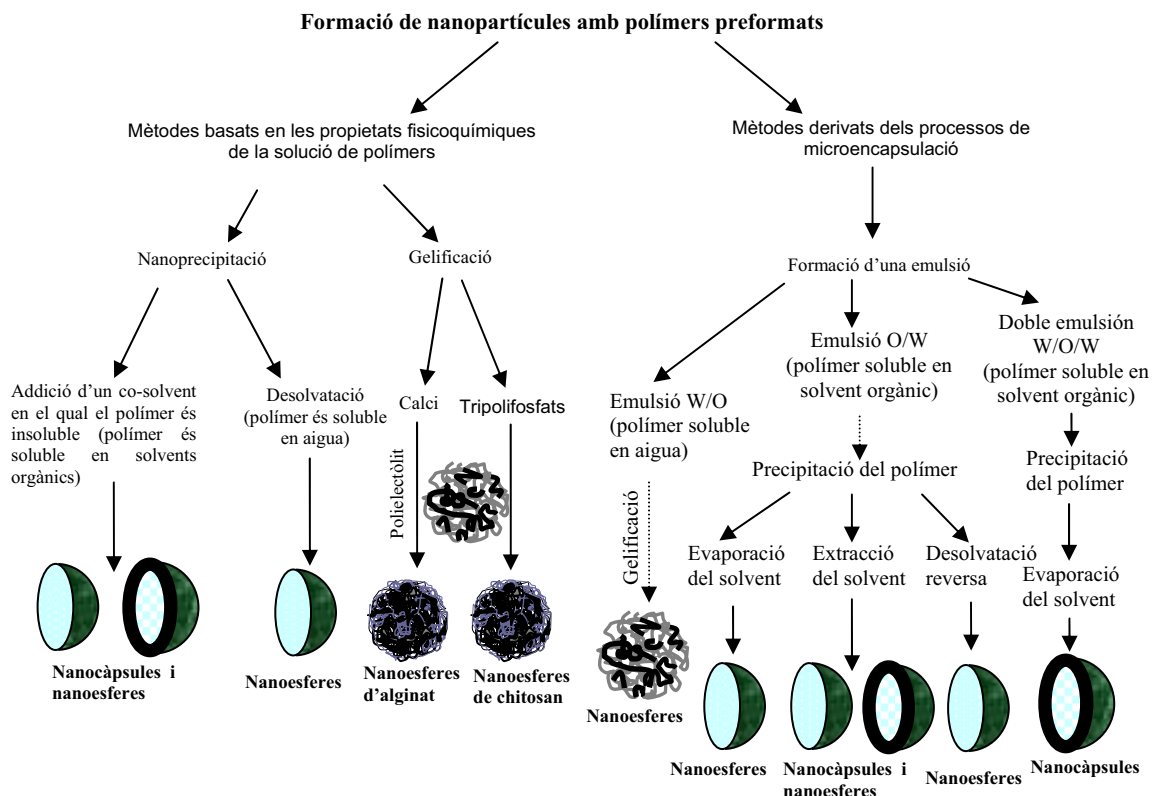 Formació de nanopartícules amb polímers preformats
Mètodes basats en les propietats fisicoquímiques
de la solució de polímers
Mètodes derivats dels processos de
microencapsulació
Nanoprecipitació
Gelificació
Formació d'una emulsió
Addició d'un co-solvent
en el qual el polímer és
insoluble (polímer és
soluble en solvents
orgànics)
Desolvatació
(polímer és soluble
en aigua)
Calci
Tripolifosfats
Polielectòlit
Emulsió W/O
(polímer soluble
en aigua)
Emulsió O/W
(polímer soluble en
solvent orgànic)
Doble emulsión
W/O/W
(polímer soluble en
solvent orgànic)
Gelificació
Precipitació del polímer
Precipitació
del polímer
Evaporació
del solvent
Extracció
del solvent
Desolvatació
reversa
Evaporació
del solvent
Nanocàpsules i
nanoesferes
Nanoesferes
Nanoesferes
d'alginat
Nanoesferes
de chitosan
Nanoesferes
Nanoesferes
Nanocàpsules i
nanoesferes
Nanoesferes
Nanocàpsules